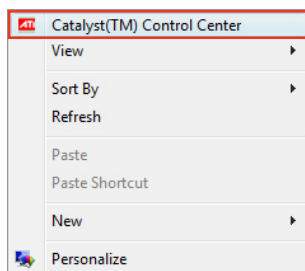 ATI Catalyst(TM) Control Center
View
Sort By
Refresh
Paste
Paste Shortcut
New
Personalize